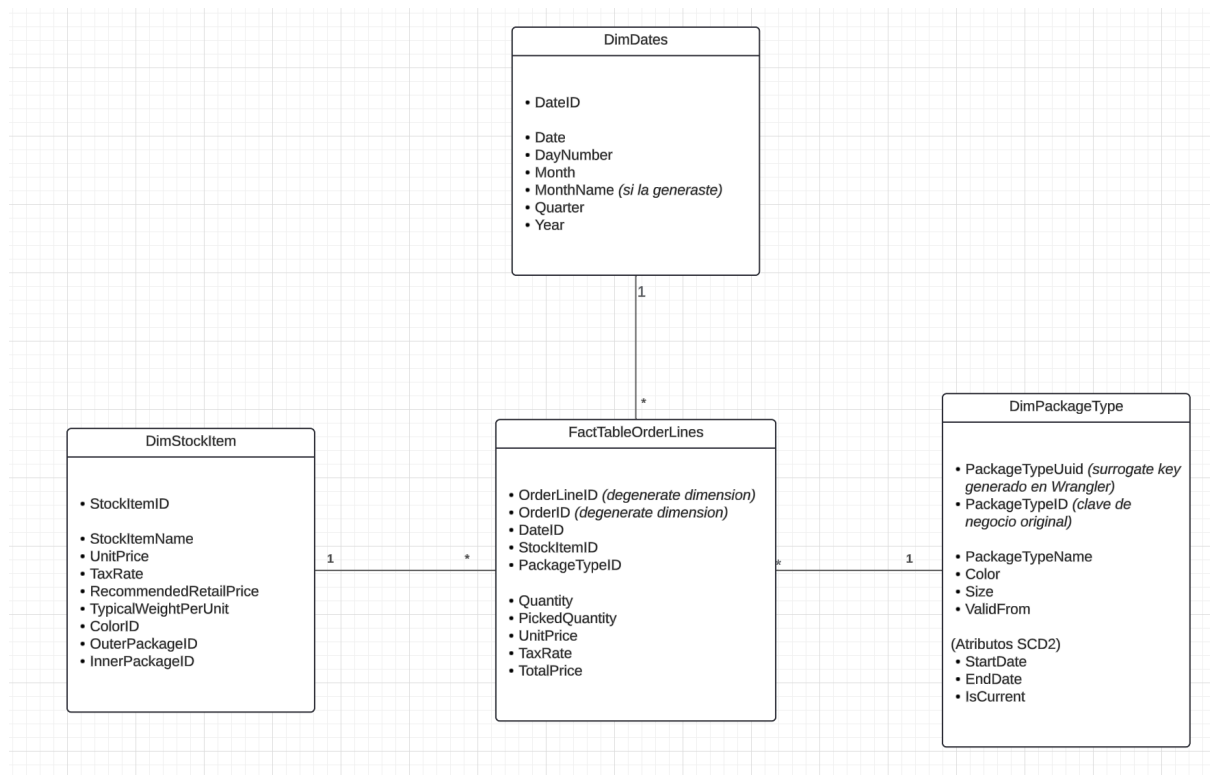 DimDates
• DateID
• Date
• DayNumber
• Month
• MonthName (si la generaste)
• Quarter
• Year
1
*
DimStockItem
• StockItemID
• StockItemName
• UnitPrice
• TaxRate
• RecommendedRetailPrice
• TypicalWeightPerUnit
• ColorID
• OuterPackageID
• InnerPackageID
1
*
FactTableOrderLines
• OrderLineID (degenerate dimension)
• OrderID (degenerate dimension)
• DateID
• StockItemID
• PackageTypeID
• Quantity
• PickedQuantity
• UnitPrice
• TaxRate
• TotalPrice
*
1
DimPackageType
• PackageTypeUuid (surrogate key
generado en Wrangler)
• PackageTypeID (clave de
negocio original)
• PackageTypeName
• Color
• Size
• ValidFrom
(Atributos SCD2)
• StartDate
• EndDate
• IsCurrent